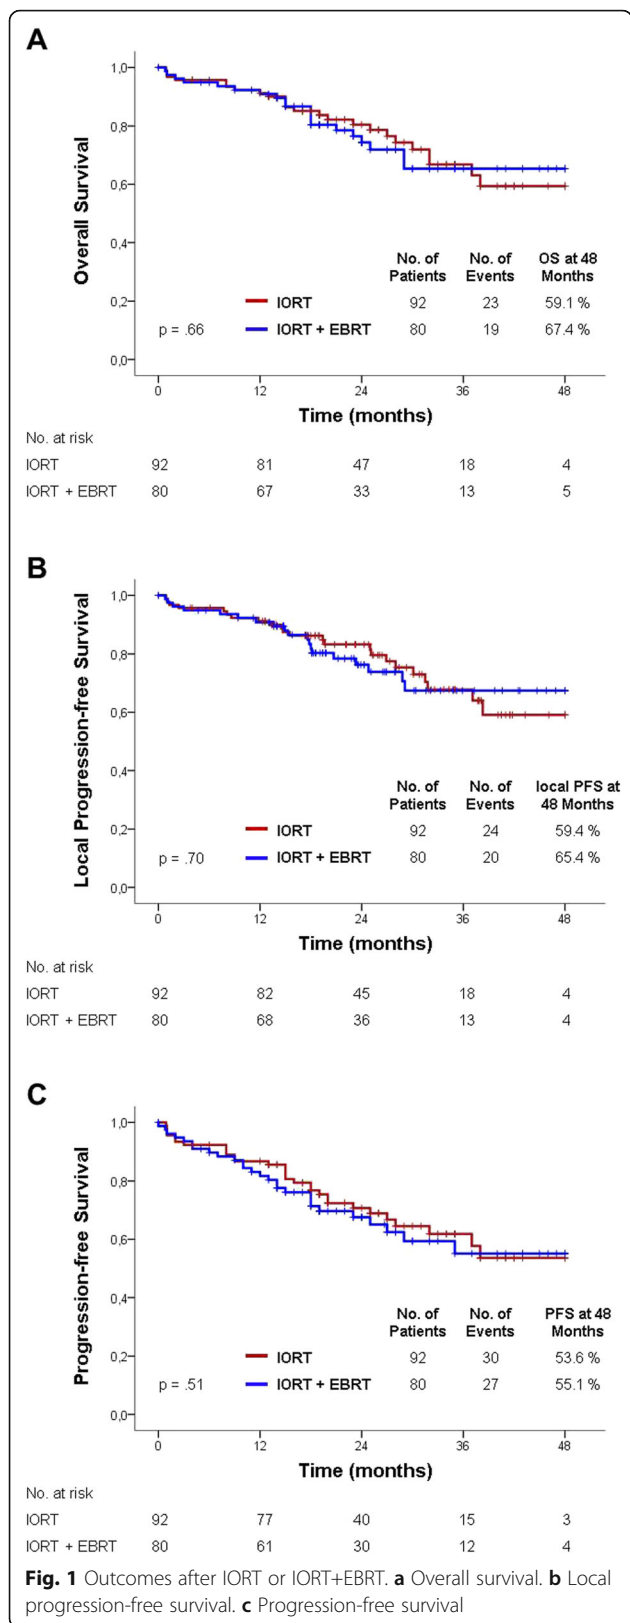 A
Overall Survival
1,0
0,8
0,6
0,4
0,2
0,0
No. of Patients No. of Events OS at 48 Months
IORT 92 23 59.1 %
p = .66 IORT + EBRT 80 19 67.4 %
0 12 24 36 48
Time (months)
No. at risk
IORT 92 81 47 18 4
IORT + EBRT 80 67 33 13 5
B
Local Progression-free Survival
1,0
0,8
0,6
0,4
0,2
0,0
No. of Patients No. of Events local PFS at 48 Months
IORT 92 24 59.4 %
p = .70 IORT + EBRT 80 20 65.4 %
0 12 24 36 48
Time (months)
No. at risk
IORT 92 82 45 18 4
IORT + EBRT 80 68 36 13 4
C
Progression-free Survival
1,0
0,8
0,6
0,4
0,2
0,0
No. of Patients No. of Events PFS at 48 Months
IORT 92 30 53.6 %
p = .51 IORT + EBRT 80 27 55.1 %
0 12 24 36 48
Time (months)
No. at risk
IORT 92 77 40 15 3
IORT + EBRT 80 61 30 12 4
Fig. 1 Outcomes after IORT or IORT+EBRT. a Overall survival. b Local
progression-free survival. c Progression-free survival